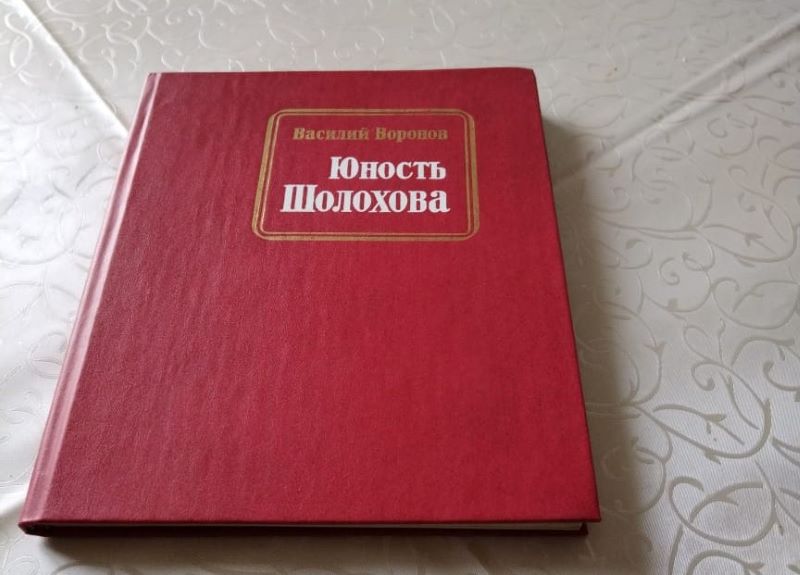 Василий Воронов
Юность
Шолохова